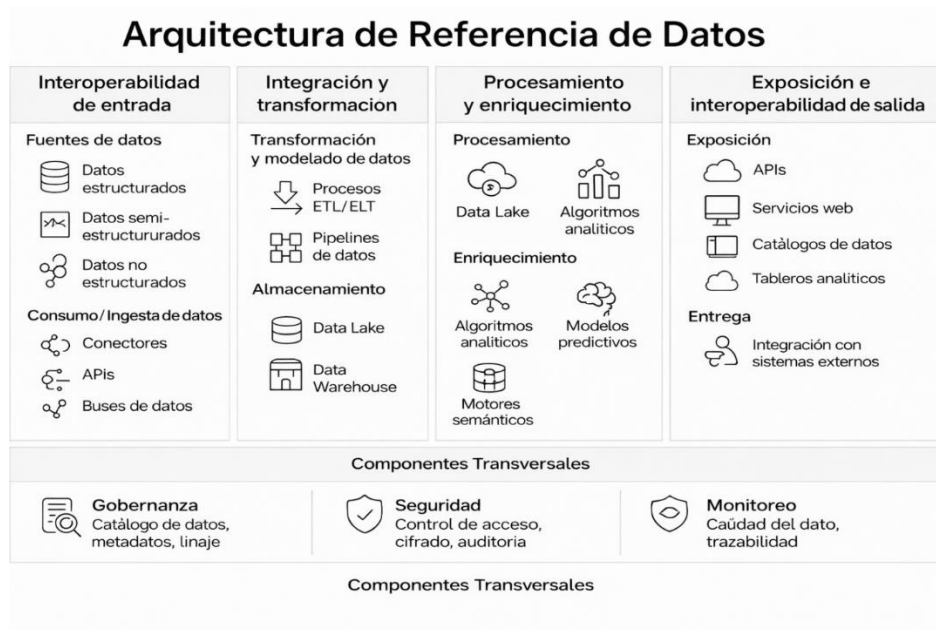 Arquitectura de Referencia de Datos
Interoperabilidad
de entrada
Fuentes de datos
Datos
estructurados
Datos semi-
estructururados
Datos no
estructurados
Consumo/Ingesta de datos
Conectores
APIs
Buses de datos
Integración y
transformacion
Transformación
y modelado de datos
Procesos
ETL/ELT
Pipelines
de datos
Almacenamiento
Data Lake
Data
Warehouse
Procesamiento
y enriquecimiento
Procesamiento
Data Lake
Algoritmos
analiticos
Enriquecimiento
Algoritmos
analiticos
Modelos
predictivos
Motores
semánticos
Exposición e
interoperabilidad de salida
Exposición
APIs
Servicios web
Catàlogos de datos
Tableros analiticos
Entrega
Integración con
sistemas externos
Componentes Transversales
Gobernanza
Catàlogo de datos,
metadatos, linaje
Seguridad
Control de acceso,
cifrado, auditoria
Monitoreo
Caúdad del dato,
trazabilidad
Componentes Transversales